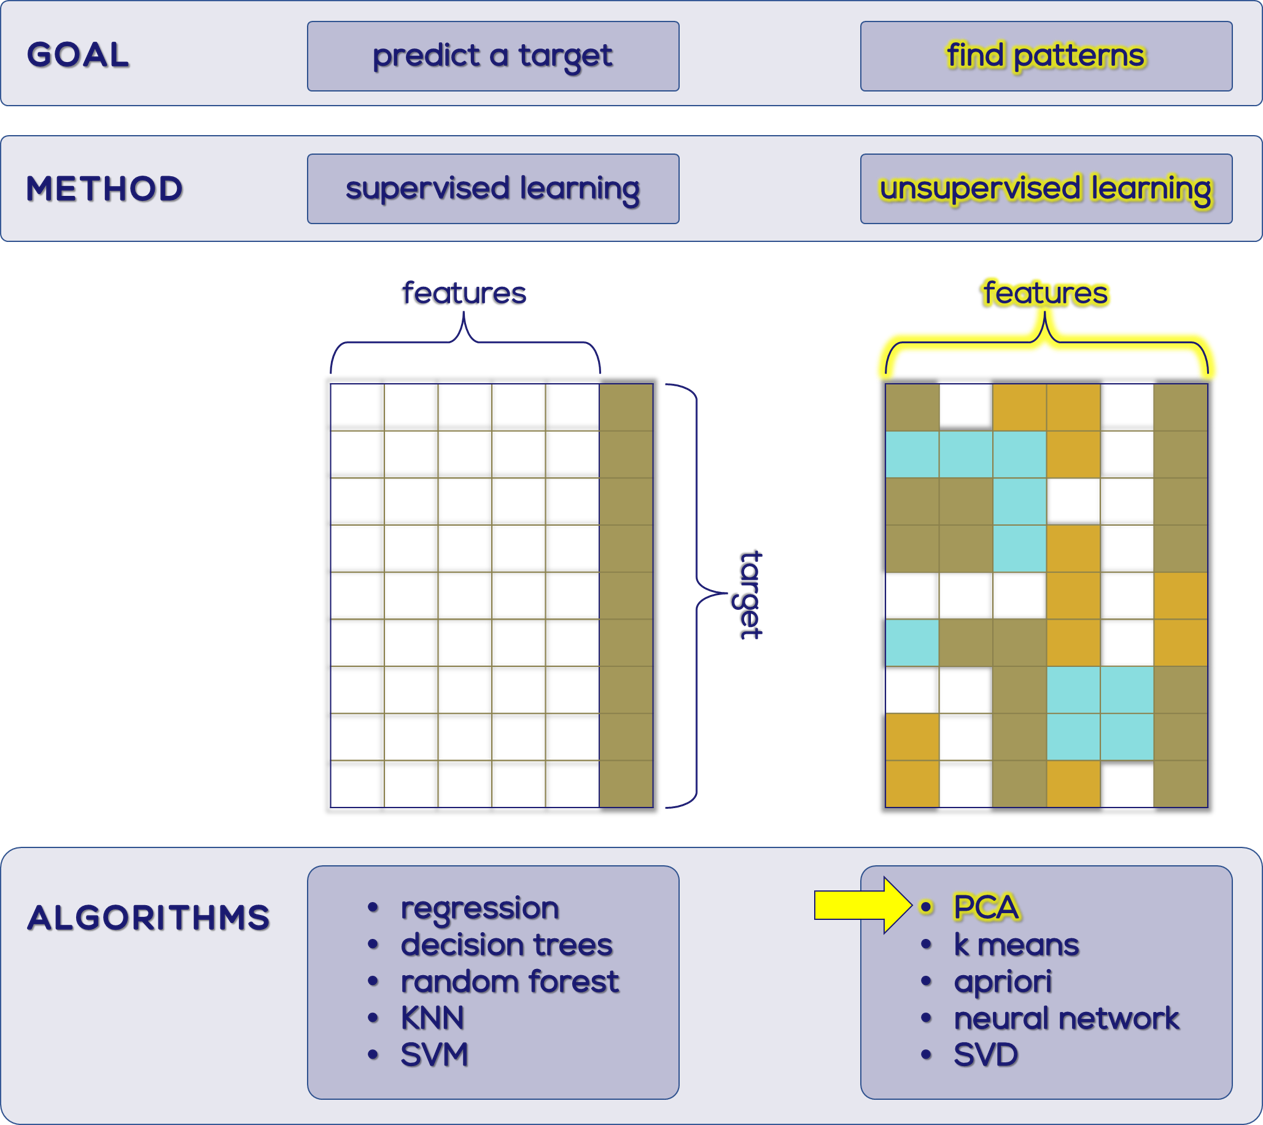 GOAL
predict a target
find patterns
METHOD
supervised learning
unsupervised learning
features
features
target
ALGORITHMS
• regression
• decision trees
• random forest
• KNN
• SVM
• PCA
• k means
• apriori
• neural network
• SVD